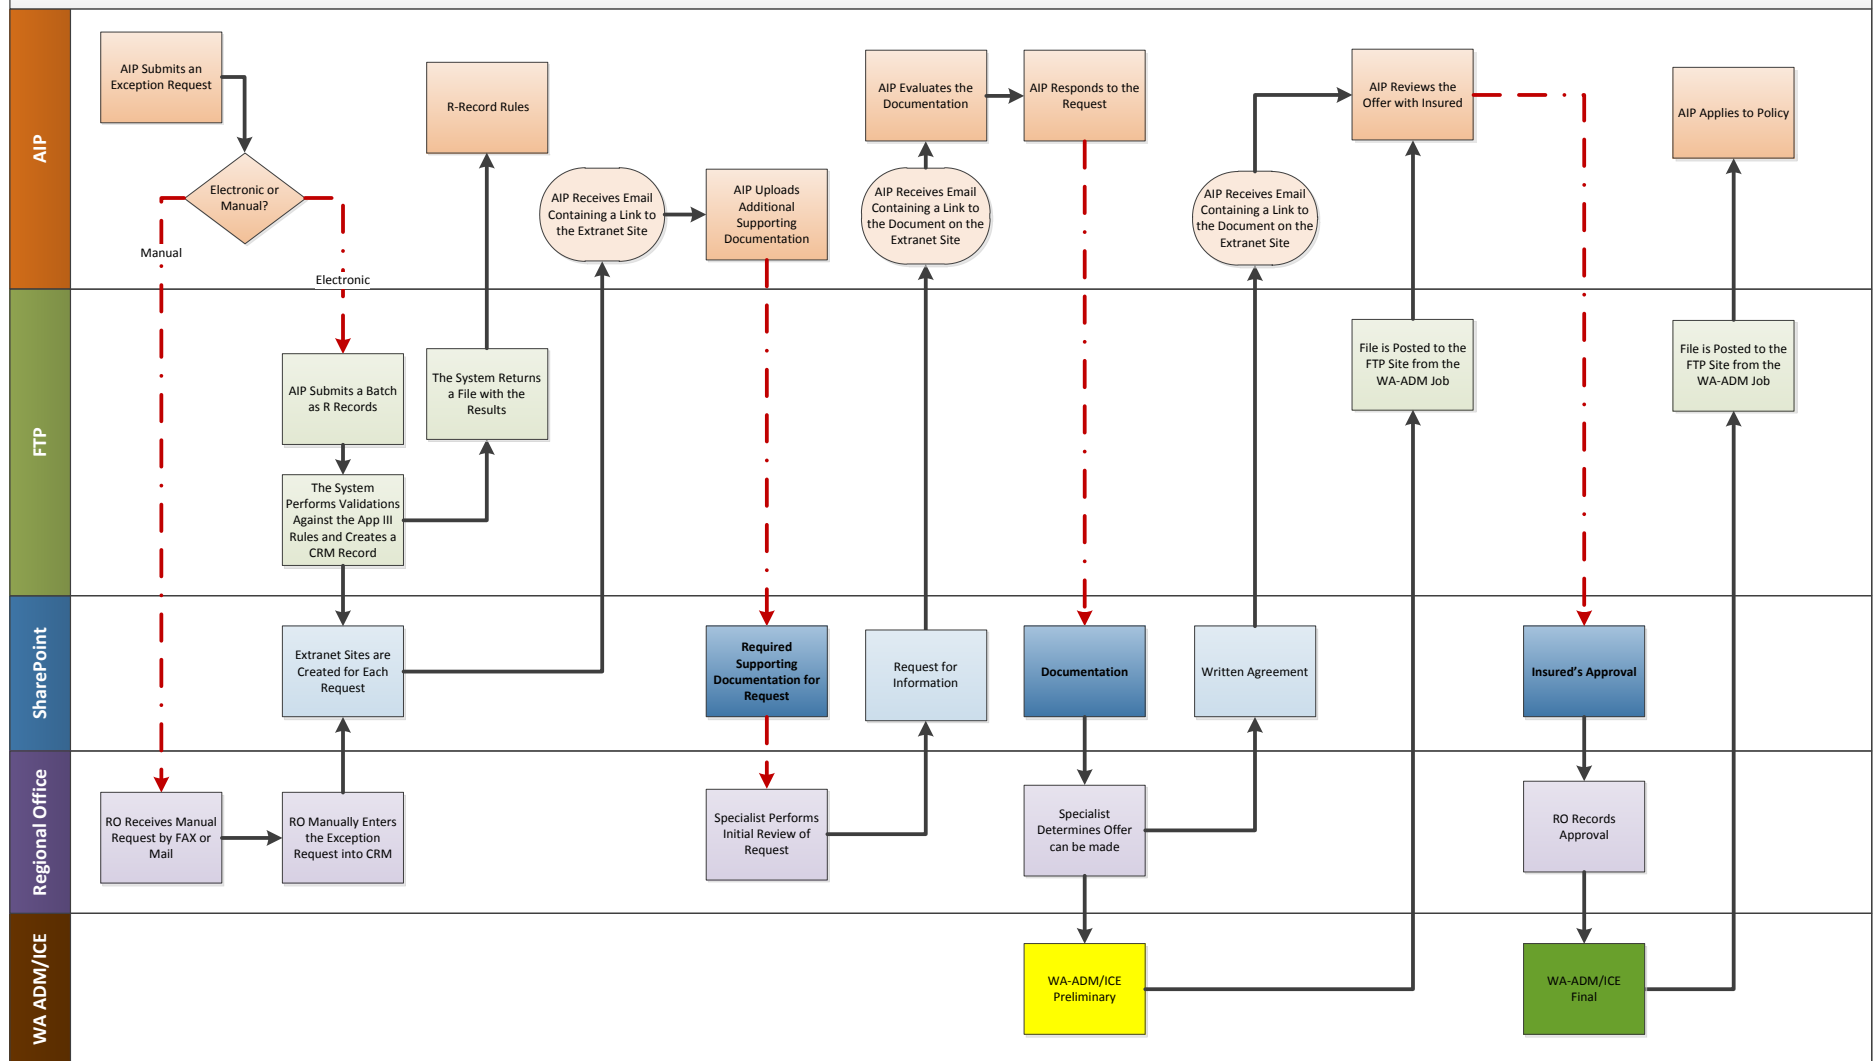 AIP
AIP Submits an
Exception Request
Electronic or
Manual?
Manual
Electronic
R-Record Rules
AIP Receives Email
Containing a Link to
the Extranet Site
AIP Uploads
Additional
Supporting
Documentation
AIP Evaluates the
Documentation
AIP Responds to the
Request
AIP Receives Email
Containing a Link to
the Document on the
Extranet Site
AIP Receives Email
Containing a Link to
the Document on the
Extranet Site
AIP Reviews the
Offer with Insured
AIP Applies to Policy
FTP
AIP Submits a Batch
as R Records
The System
Performs Validations
Against the App III
Rules and Creates a
CRM Record
The System Returns
a File with the
Results
File is Posted to the
FTP Site from the
WA-ADM Job
File is Posted to the
FTP Site from the
WA-ADM Job
SharePoint
Extranet Sites are
Created for Each
Request
Required
Supporting
Documentation for
Request
Request for
Information
Documentation
Written Agreement
Insured's Approval
Regional Office
RO Receives Manual
Request by FAX or
Mail
RO Manually Enters
the Exception
Request into CRM
Specialist Performs
Initial Review of
Request
Specialist
Determines Offer
can be made
RO Records
Approval
WA ADM/ICE
WA-ADM/ICE
Preliminary
WA-ADM/ICE
Final